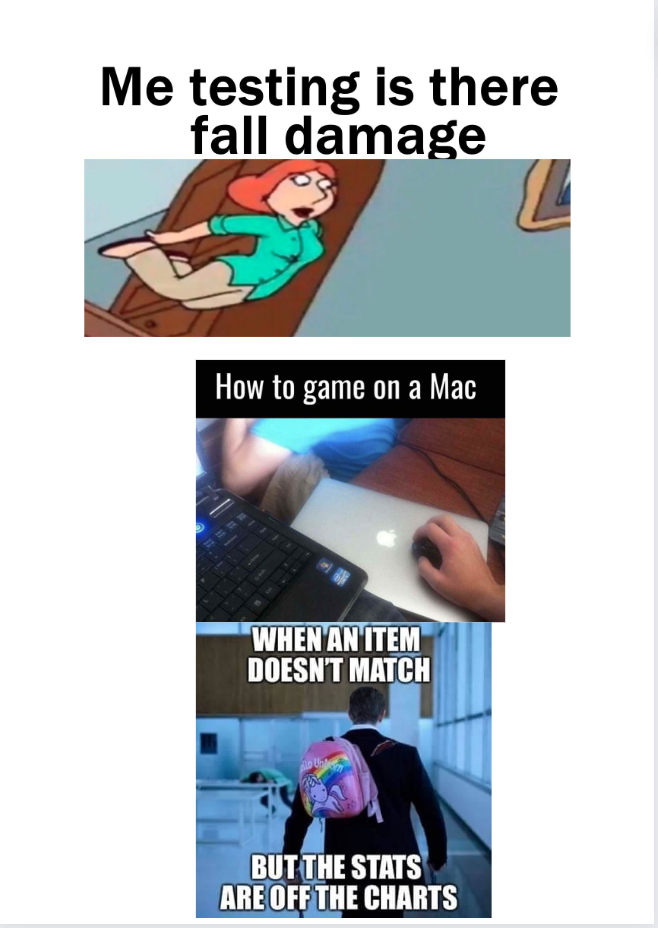 Me testing is there
fall damage
How to game on a Mac
WHEN AN ITEM
DOESN'T MATCH
BUT THE STATS
ARE OFF THE CHARTS